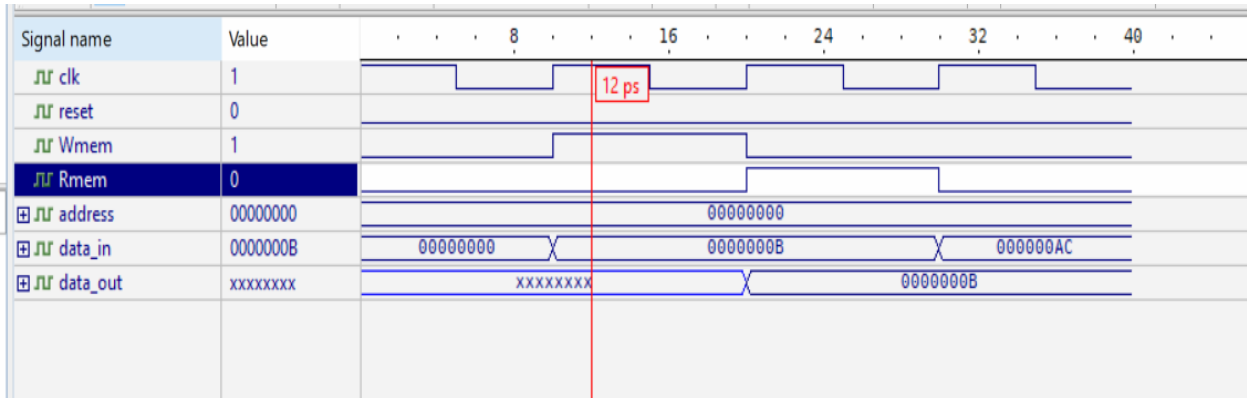 Signal name Value 8 16 24 32 40
clk 1 12 ps
reset 0
Wmem 1
Rmem 0
address 00000000 00000000
data_in 0000000B 00000000 0000000B 000000AC
data_out xxxxxxxx xxxxxxxx 0000000B